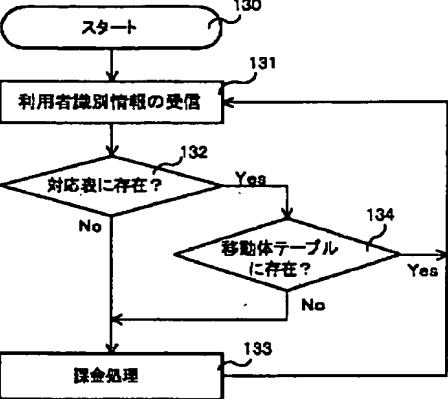 130
スタート
131
利用者識別情報の受信
132
対応表に存在？
Yes
No
134
移動体テーブル
に存在？
Yes
No
133
課金処理